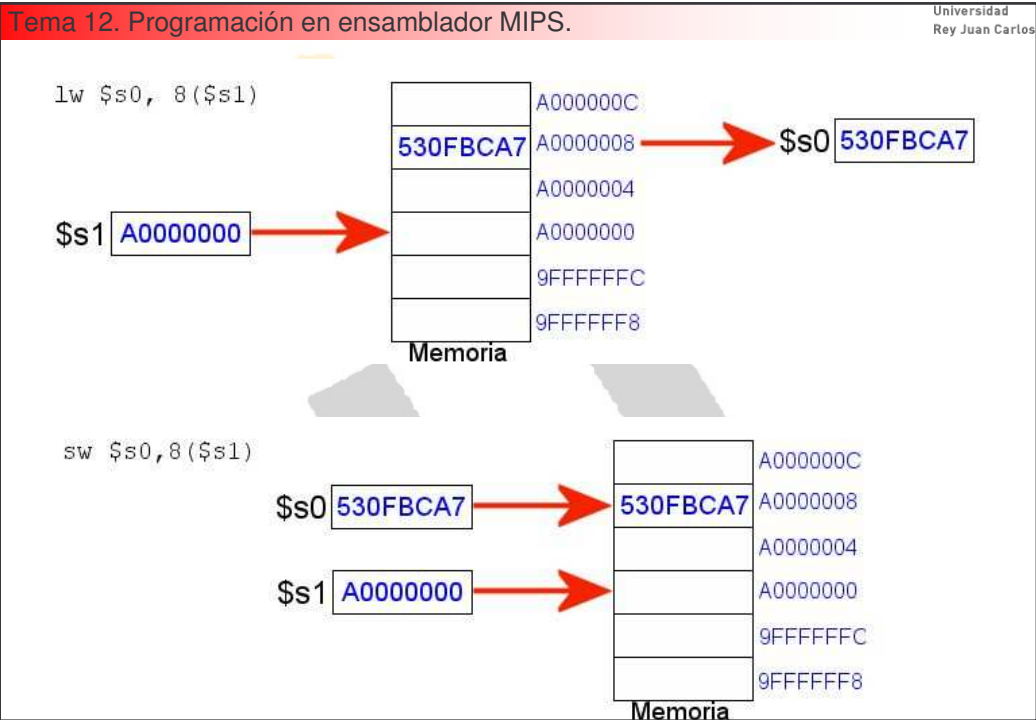 Tema 12. Programación en ensamblador MIPS.
Universidad
Rey Juan Carlos
lw $s0, 8($s1)
A000000C
530FBCA7 A0000008 $s0 530FBCA7
A0000004
$s1 A0000000 A0000000
9FFFFFFC
9FFFFFF8
Memoria
sw $s0,8($s1)
A000000C
$s0 530FBCA7 530FBCA7 A0000008
A0000004
$s1 A0000000 A0000000
9FFFFFFC
9FFFFFF8
Memoria